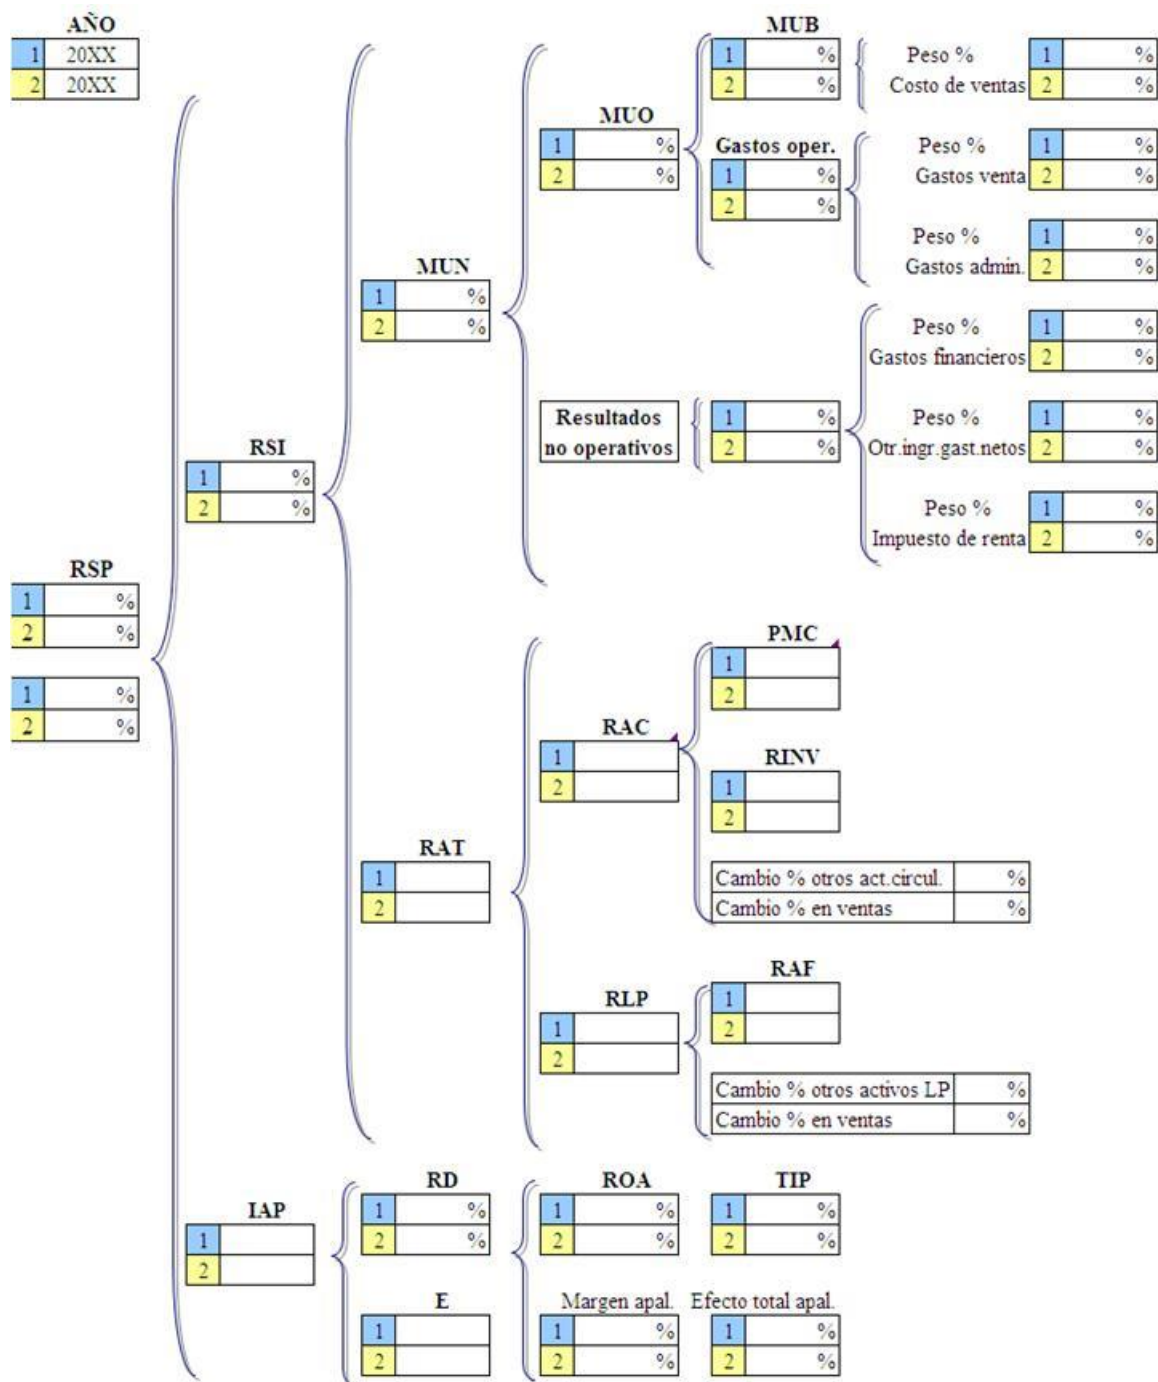 AÑO
1 20XX
2 20XX
MUB
1 %
2 %
Peso %
Costo de ventas
1 %
2 %
MUO
1 %
2 %
Gastos oper.
1 %
2 %
Peso %
Gastos venta
1 %
2 %
Peso %
Gastos admin.
1 %
2 %
MUN
1 %
2 %
Peso %
Gastos financieros
1 %
2 %
Resultados
no operativos
1 %
2 %
Peso %
Otr.ingr.gast.netos
1 %
2 %
Peso %
Impuesto de renta
1 %
2 %
RSI
1 %
2 %
RSP
1 %
2 %
1 %
2 %
PMC
1
2
RAC
1
2
RINV
1
2
RAT
1
2
Cambio % otros act.circul. %
Cambio % en ventas %
RAF
1
2
RLP
1
2
Cambio % otros activos LP %
Cambio % en ventas %
IAP
1
2
RD
1 %
2 %
ROA
1 %
2 %
TIP
1 %
2 %
E
1
2
Margen apal.
1 %
2 %
Efecto total apal.
1 %
2 %